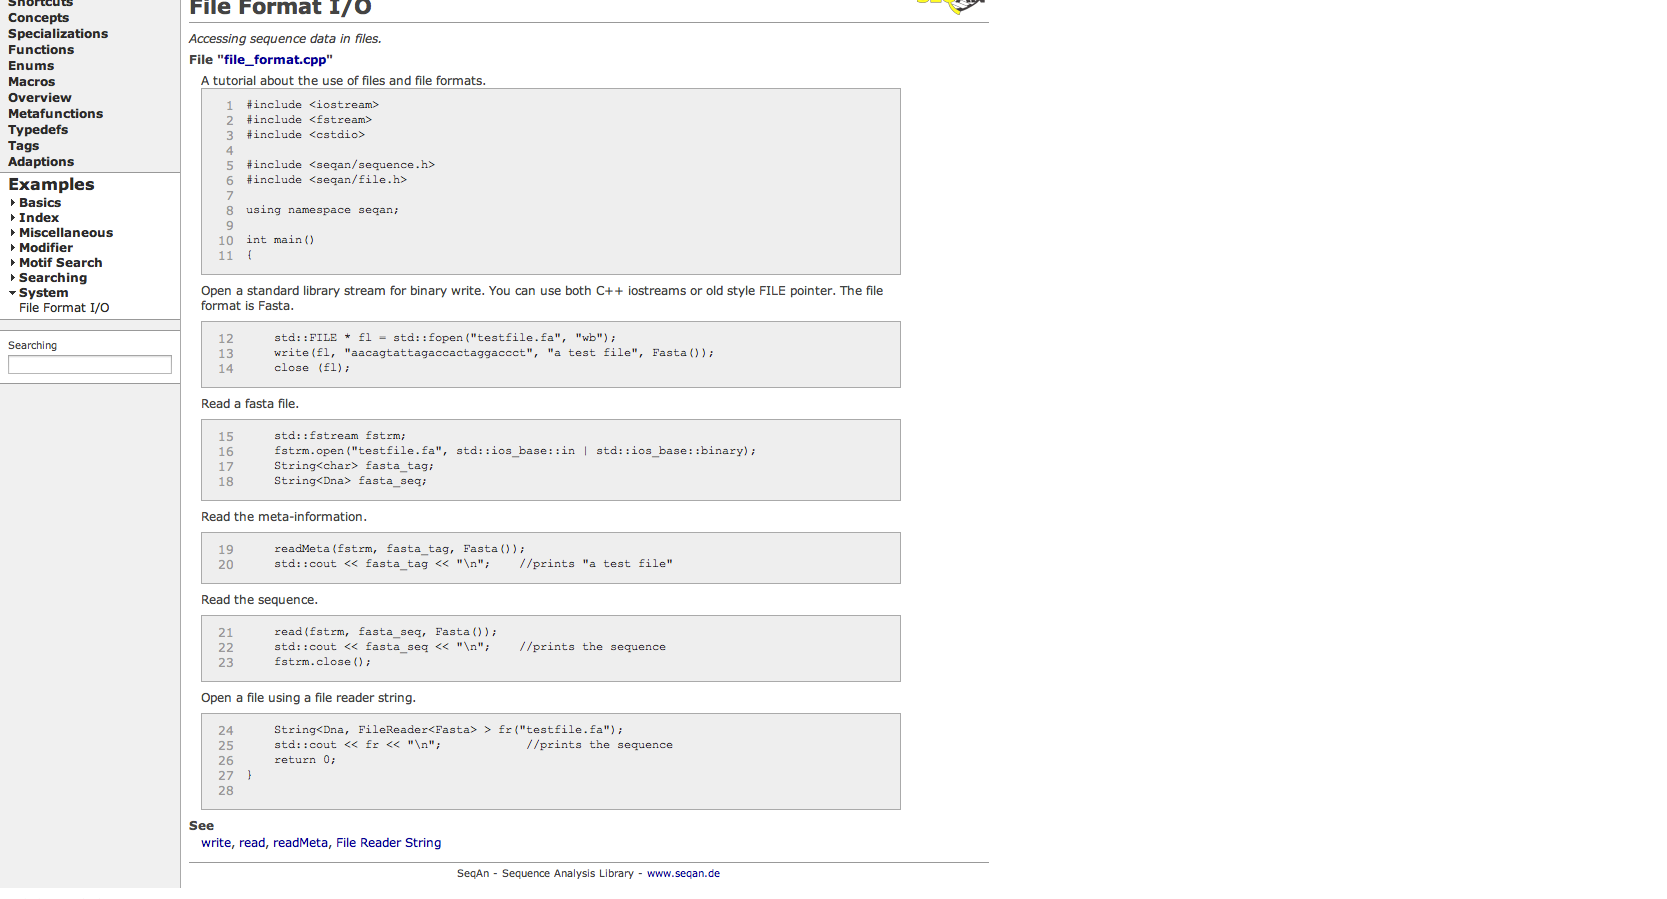 Shortcuts
Concepts
Specializations
Functions
Enums
Macros
Overview
Metafunctions
Typedefs
Tags
Adaptions
Examples
Basics
Index
Miscellaneous
Modifier
Motif Search
Searching
System
File Format I/O
Searching
File Format I/O
Accessing sequence data in files.
File "file_format.cpp"
A tutorial about the use of files and file formats.
1 #include <iostream>
2 #include <fstream>
3 #include <cstdio>
4
5 #include <seqan/sequence.h>
6 #include <seqan/file.h>
7
8 using namespace seqan;
9
10 int main()
11 {
Open a standard library stream for binary write. You can use both C++ iostreams or old style FILE pointer. The file
format is Fasta.
12     std::FILE * fl = std::fopen("testfile.fa", "wb");
13     write(fl, "aacagtattagaccactaggaccct", "a test file", Fasta());
14     close (fl);
Read a fasta file.
15     std::fstream fstrm;
16     fstrm.open("testfile.fa", std::ios_base::in | std::ios_base::binary);
17     String<char> fasta_tag;
18     String<Dna> fasta_seq;
Read the meta-information.
19     readMeta(fstrm, fasta_tag, Fasta());
20     std::cout << fasta_tag << "\n";    //prints "a test file"
Read the sequence.
21     read(fstrm, fasta_seq, Fasta());
22     std::cout << fasta_seq << "\n";    //prints the sequence
23     fstrm.close();
Open a file using a file reader string.
24     String<Dna, FileReader<Fasta> > fr("testfile.fa");
25     std::cout << fr << "\n";            //prints the sequence
26     return 0;
27 }
28
See
write, read, readMeta, File Reader String
SeqAn - Sequence Analysis Library - www.seqan.de